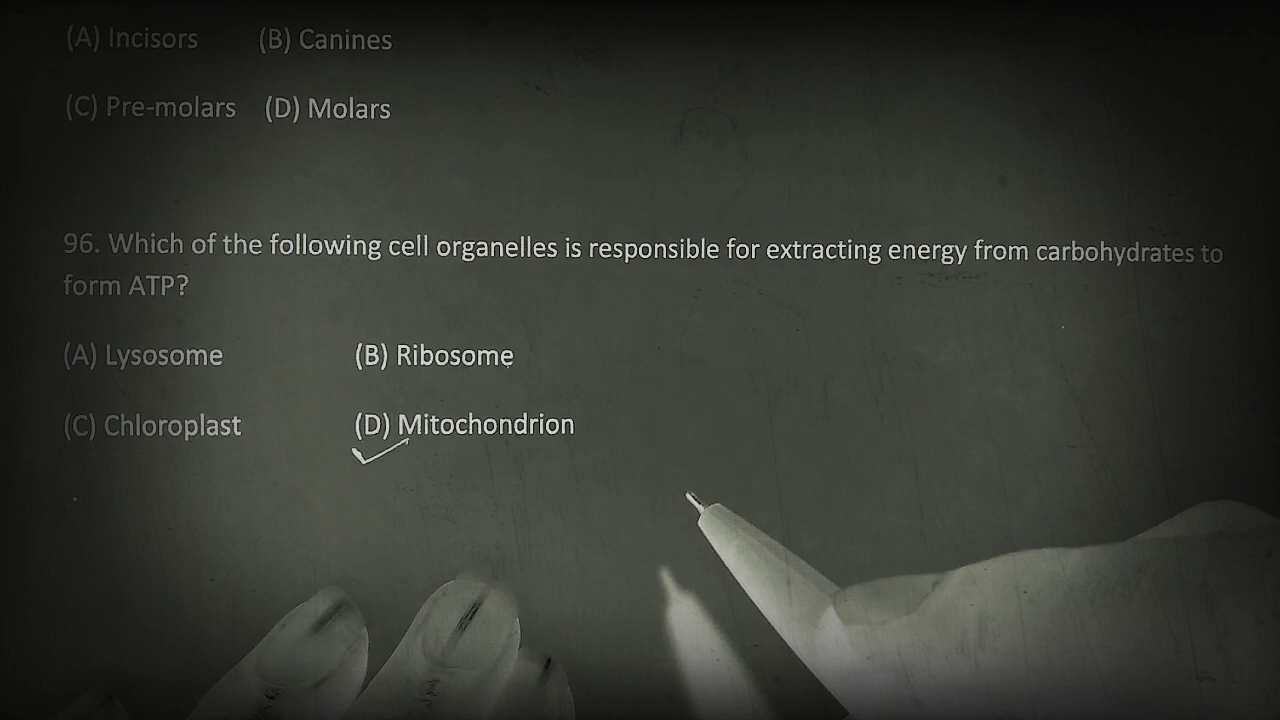 (A) Incisors (B) Canines
(C) Pre-molars (D) Molars
96. Which of the following cell organelles is responsible for extracting energy from carbohydrates to
form ATP?
(A) Lysosome (B) Ribosome
(C) Chloroplast (D) Mitochondrion